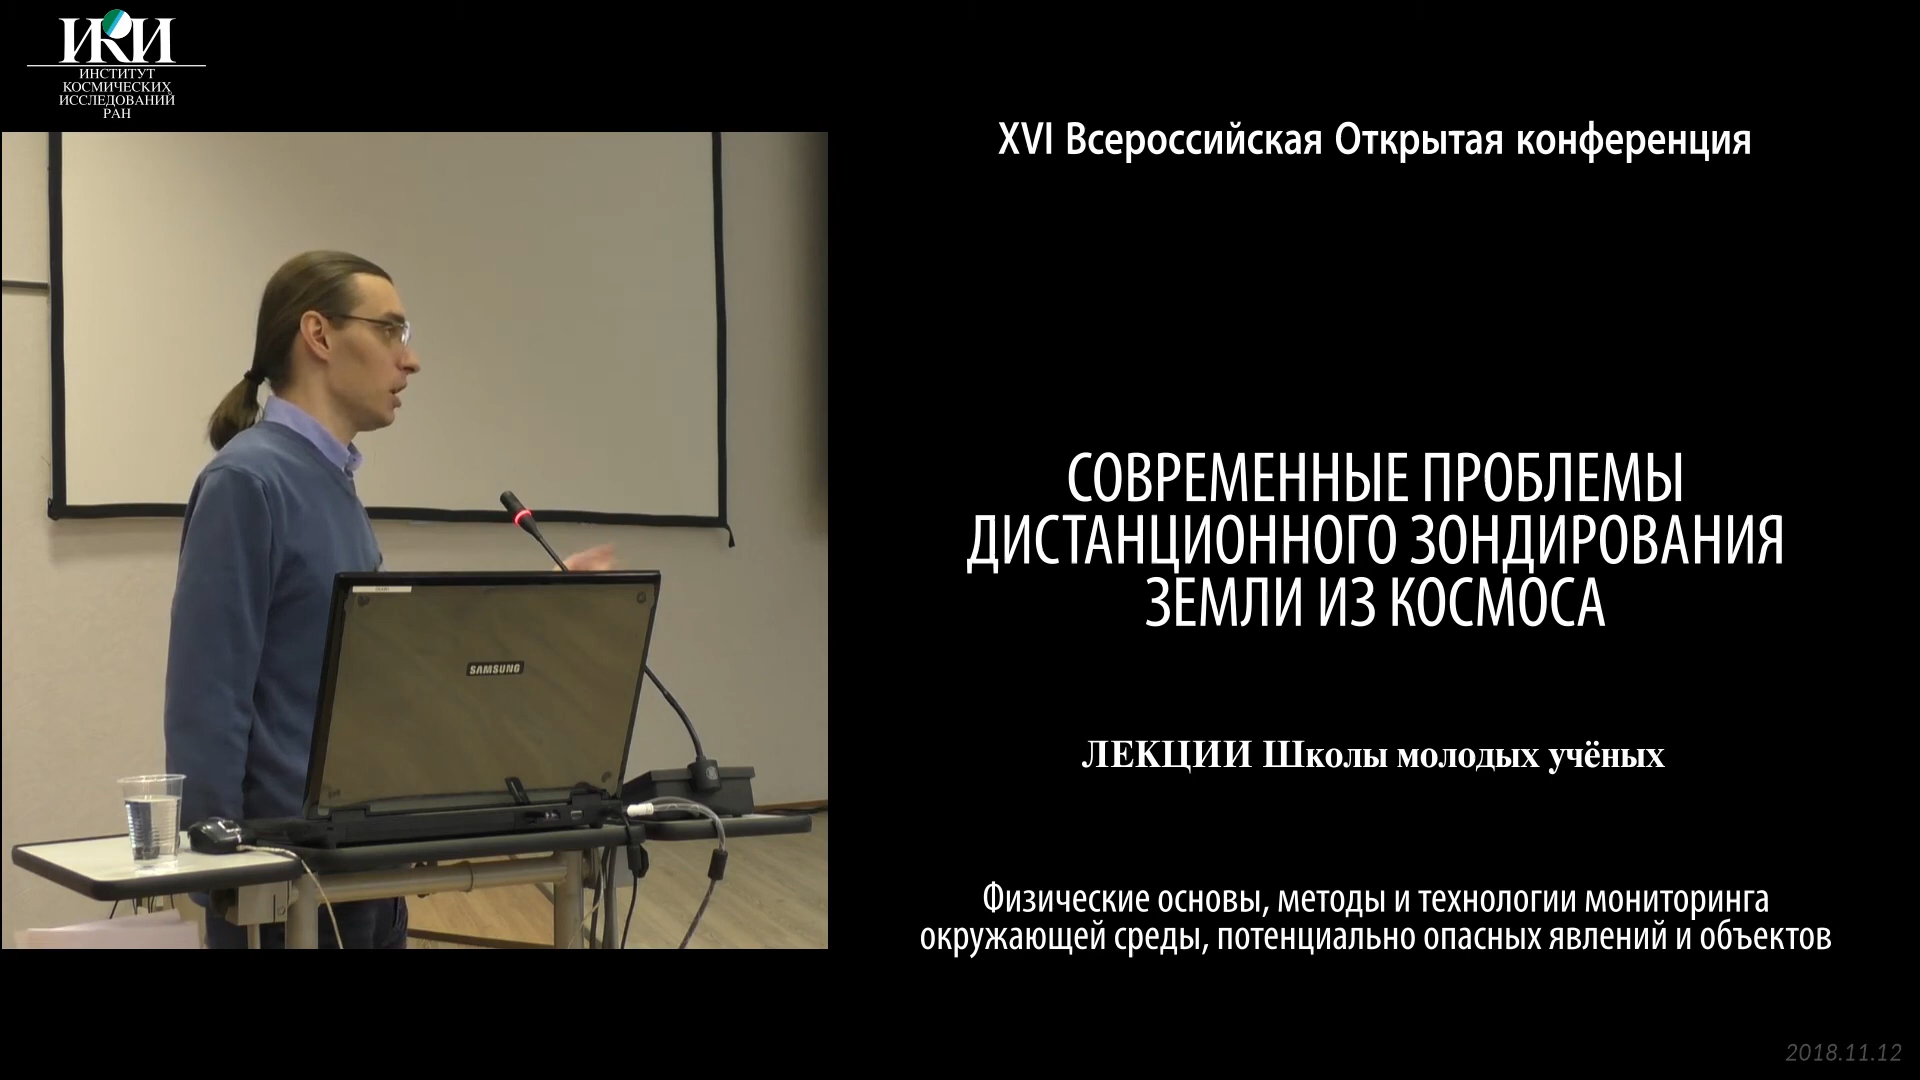 ИКИ
ИНСТИТУТ
КОСМИЧЕСКИХ
ИССЛЕДОВАНИЙ
РАН
XVI Всероссийская Открытая конференция
СОВРЕМЕННЫЕ ПРОБЛЕМЫ
ДИСТАНЦИОННОГО ЗОНДИРОВАНИЯ
ЗЕМЛИ ИЗ КОСМОСА
SAMSUNG
ЛЕКЦИИ Школы молодых учёных
Физические основы, методы и технологии мониторинга
окружающей среды, потенциально опасных явлений и объектов
2018.11.12